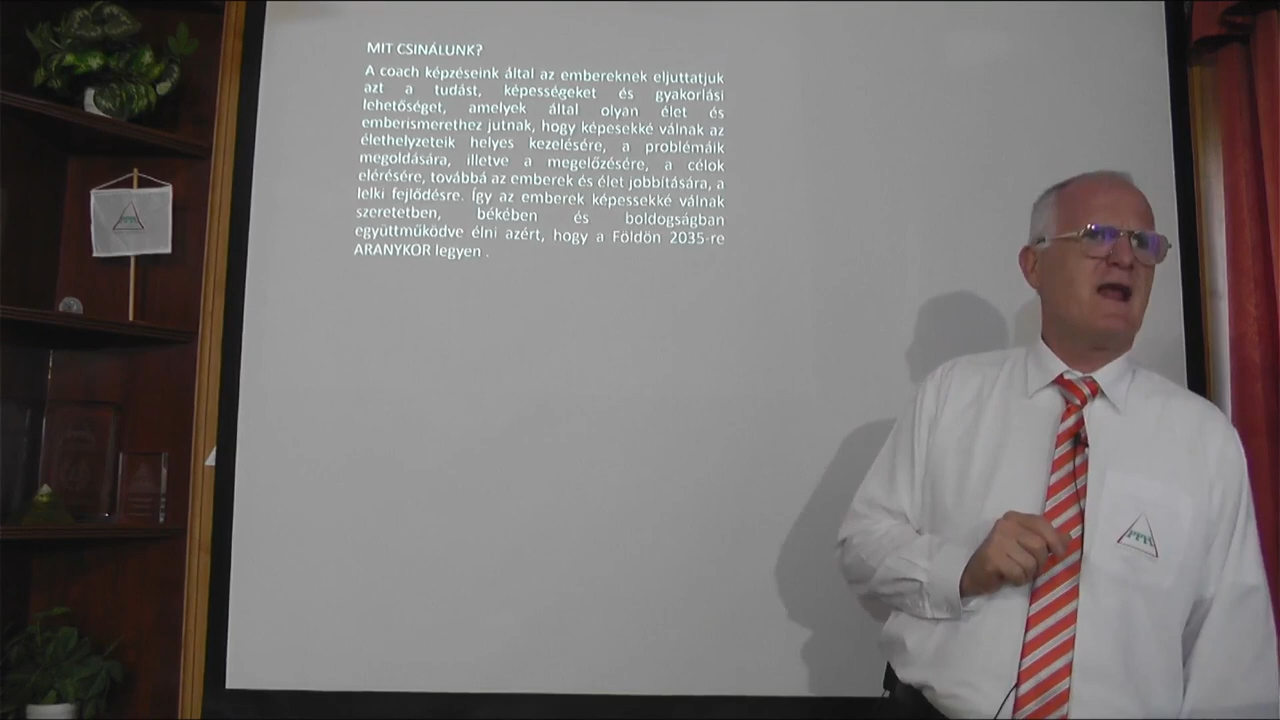 MIT CSINÁLUNK?
A coach képzéseink által az embereknek eljuttatjuk
azt a tudást, képességeket és gyakorlási
lehetőséget, amelyek által olyan élet és
emberismerethez jutnak, hogy képesekké válnak az
élethelyzeteik helyes kezelésére, a problémáik
megoldására, illetve a megelőzésére, a célok
elérésére, továbbá az emberek és élet jobbítására, a
lelki fejlődésre. Így az emberek képessekké válnak
szeretetben, békében és boldogságban
együttműködve élni azért, hogy a Földön 2035-re
ARANYKOR legyen .